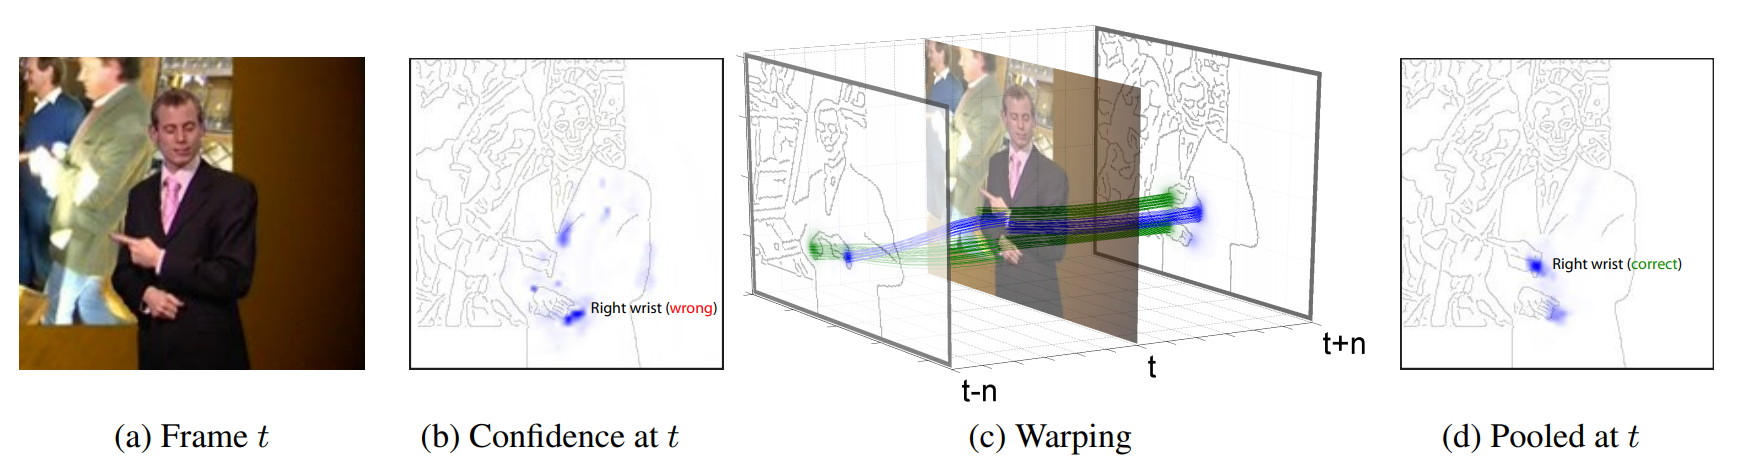 Right wrist (wrong)
t-n
t
t+n
Right wrist (correct)
(a) Frame t
(b) Confidence at t
(c) Warping
(d) Pooled at t